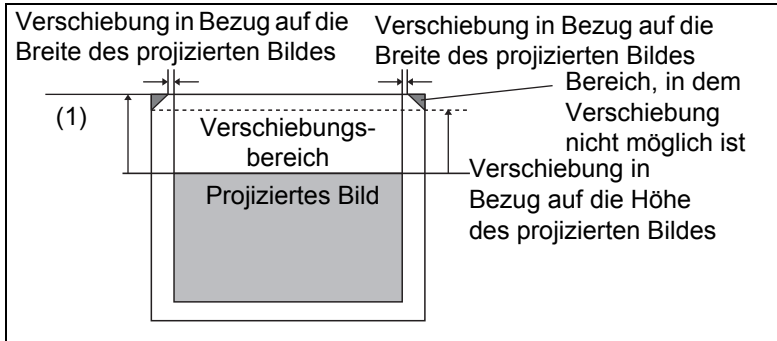 Verschiebung in Bezug auf die
Breite des projizierten Bildes
Verschiebung in Bezug auf die
Breite des projizierten Bildes
(1)
Bereich, in dem
Verschiebung
nicht möglich ist
Verschiebungs-
bereich
Verschiebung in
Bezug auf die Höhe
des projizierten Bildes
Projiziertes Bild